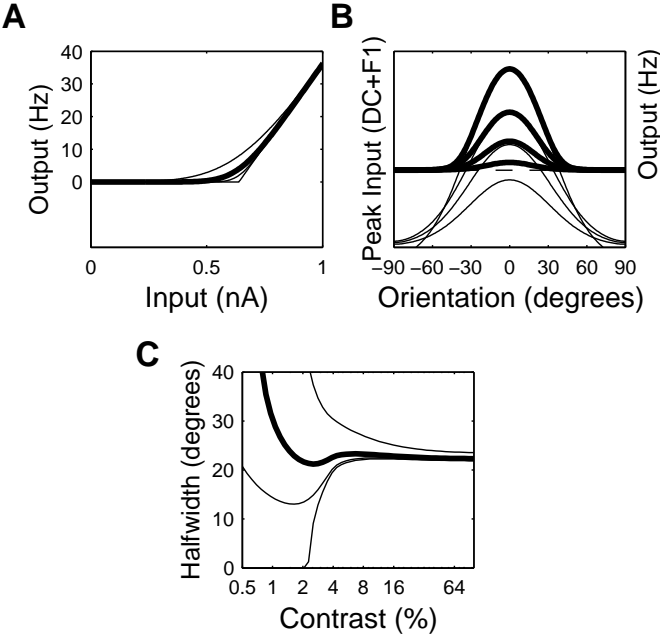 A
Output (Hz)
40
30
20
10
0
0
0.5
1
Input (nA)
B
Peak Input (DC+F1)
Output (Hz)
−90
−60
−30
0
30
60
90
Orientation (degrees)
C
Halfwidth (degrees)
40
30
20
10
0
0.5
1
2
4
8
16
64
Contrast (%)